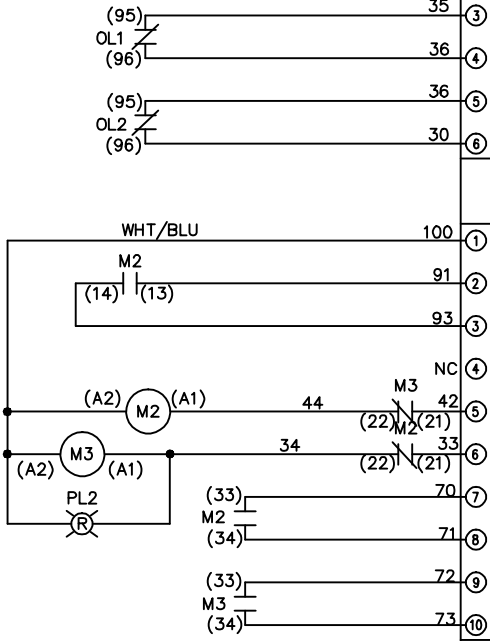 (95) 35 3
OL1
(96) 36 4
(95) 36 5
OL2
(96) 30 6
WHT/BLU 100 1
M2 91 2
(14) (13)
93 3
NC 4
M3
(A2) M2 (A1) 44 42 5
(22) (21)
M2
M3 34 33 6
(A2) (A1) (22) (21)
PL2
R
(33) 70 7
M2
(34) 71 8
(33) 72 9
M3
(34) 73 10